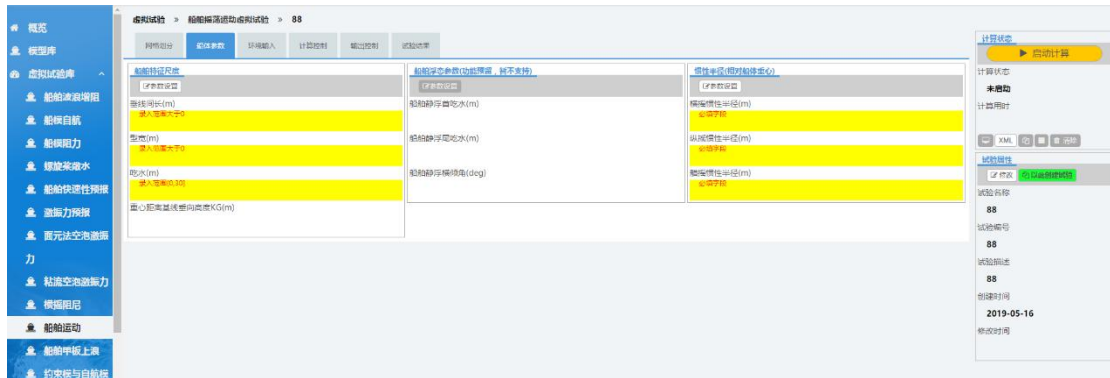 虚拟试验 » 船舶摇荡运动虚拟试验 » 88
概览
模型库
虚拟试验库
船舶波浪增阻
船模自航
船模阻力
螺旋桨敞水
船舶快速性预报
激振力预报
面元法空泡激振
力
粘流空泡激振力
横摇阻尼
船舶运动
船舶甲板上浪
约束模与自航模
网格划分 船体参数 环境输入 计算控制 输出控制 试验结果
船舶特征尺度
参数设置
垂线间长(m)
录入范围大于0
型宽(m)
录入范围大于0
吃水(m)
录入范围(0,30]
重心距离基线垂向高度KG(m)
船舶浮态参数(功能预留，暂不支持)
参数设置
船舶静浮首吃水(m)
船舶静浮尾吃水(m)
船舶静浮横倾角(deg)
惯性半径(相对船体重心)
参数设置
横摇惯性半径(m)
必填字段
纵摇惯性半径(m)
必填字段
艏摇惯性半径(m)
必填字段
计算状态
启动计算
计算状态
未启动
计算用时
XML 清除
试验属性
修改 以此创建试验
试验名称
88
试验编号
88
试验描述
88
创建时间
2019-05-16
修改时间